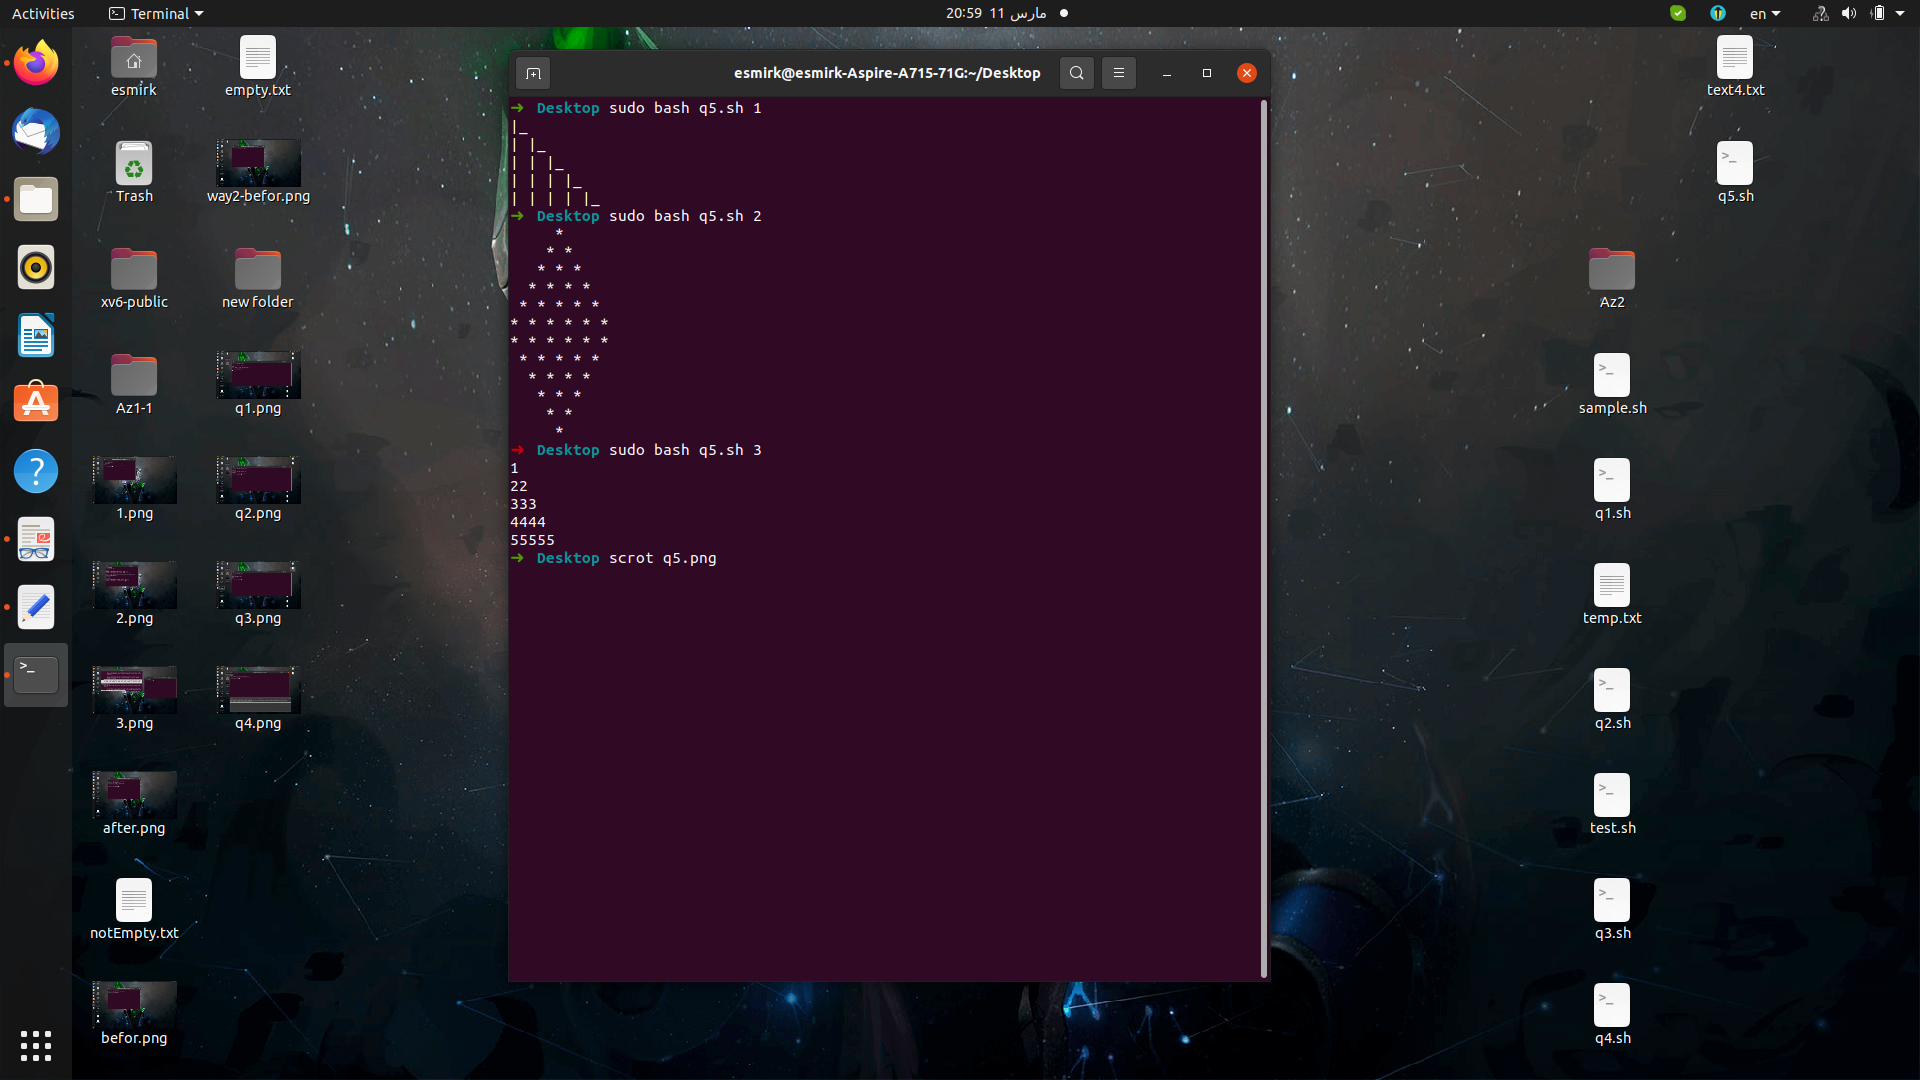 Activities
Terminal
20:59 11 مارس
en
esmirk@esmirk-Aspire-A715-71G:~/Desktop
➜  Desktop sudo bash q5.sh 1
|_
| |_
| | |_
| | | |_
| | | | |_
➜  Desktop sudo bash q5.sh 2
     *
    * *
   * * *
  * * * *
 * * * * *
* * * * * *
* * * * * *
 * * * * *
  * * * *
   * * *
    * *
     *
➜  Desktop sudo bash q5.sh 3
1
22
333
4444
55555
➜  Desktop scrot q5.png
esmirk
empty.txt
Trash
way2-befor.png
xv6-public
new folder
Az1-1
q1.png
1.png
q2.png
2.png
q3.png
3.png
q4.png
after.png
notEmpty.txt
befor.png
text4.txt
q5.sh
Az2
sample.sh
q1.sh
temp.txt
q2.sh
test.sh
q3.sh
q4.sh